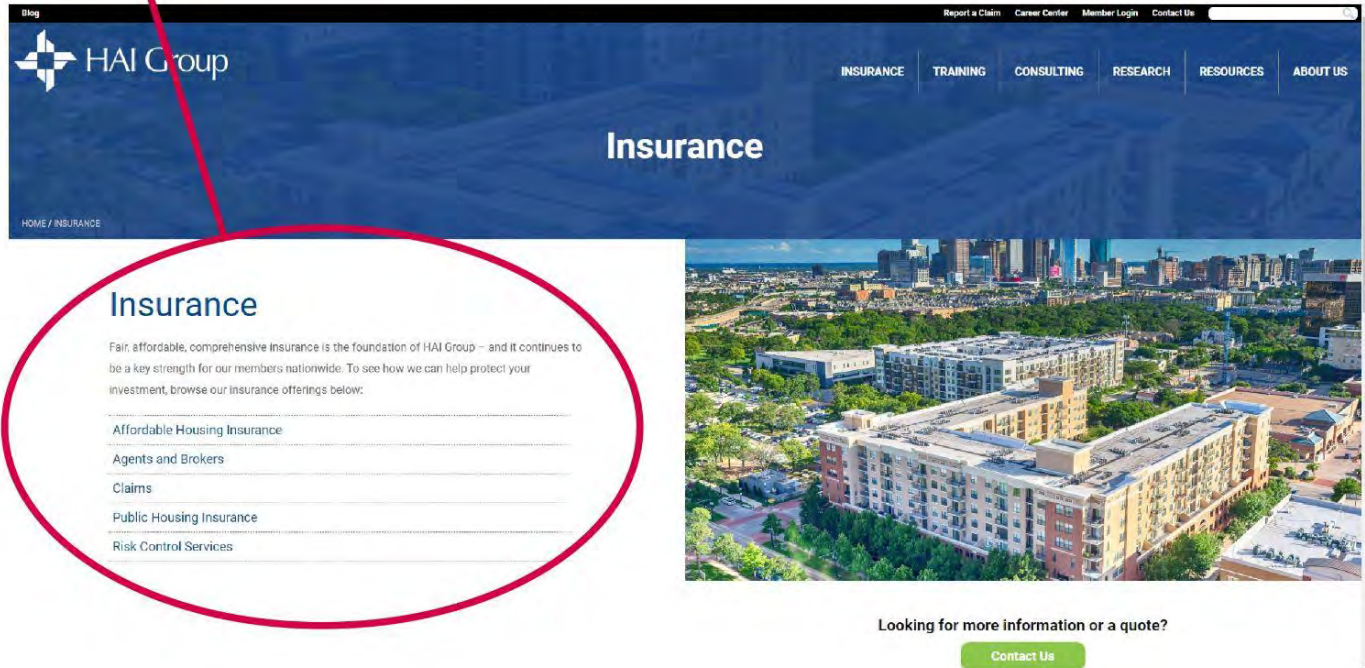 Blog
Report a Claim Career Center Member Login Contact Us
HAI Group
INSURANCE TRAINING CONSULTING RESEARCH RESOURCES ABOUT US
Insurance
HOME / INSURANCE
Insurance
Fair, affordable, comprehensive insurance is the foundation of HAI Group – and it continues to
be a key strength for our members nationwide. To see how we can help protect your
investment, browse our insurance offerings below:
Affordable Housing Insurance
Agents and Brokers
Claims
Public Housing Insurance
Risk Control Services
Looking for more information or a quote?
Contact Us